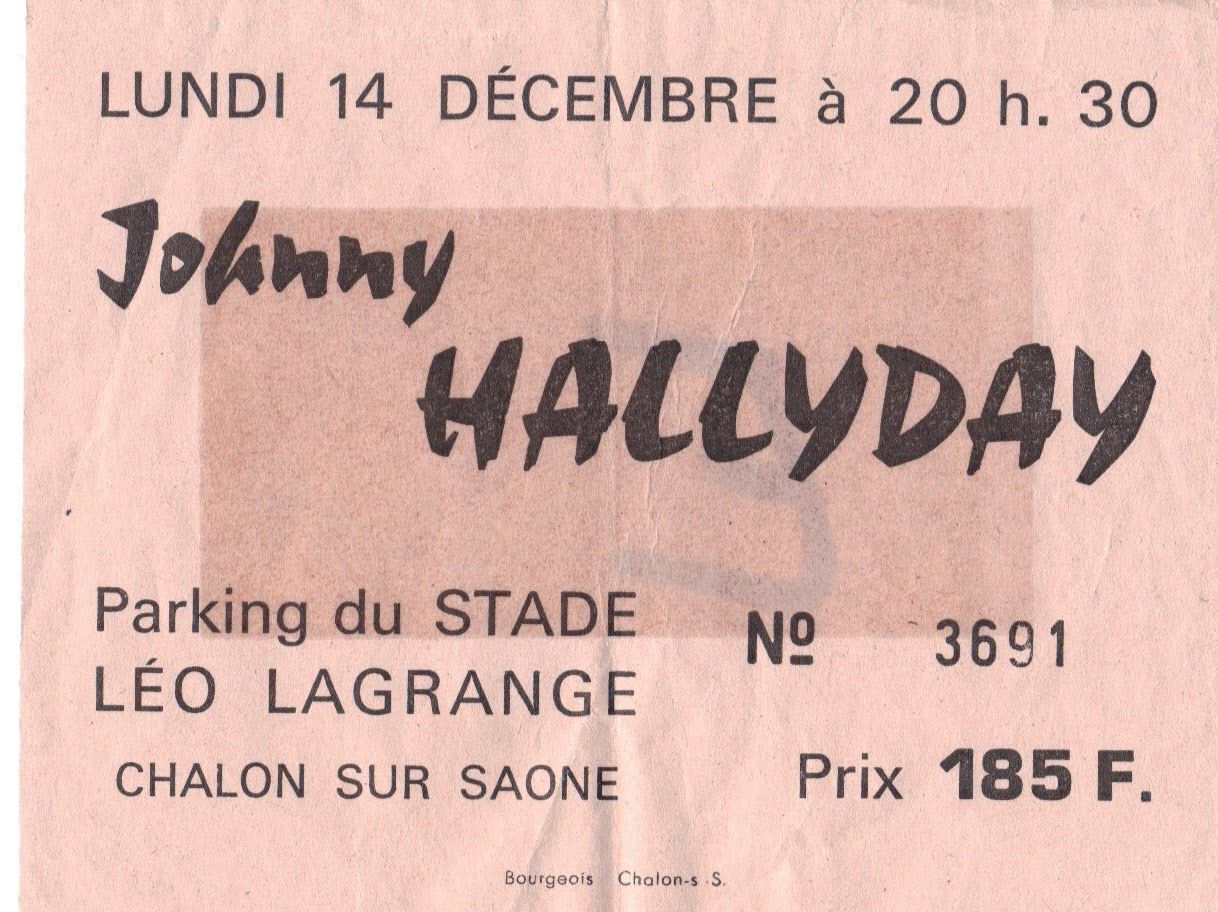 LUNDI 14 DÉCEMBRE à 20 h. 30
Johnny
HALLYDAY
Parking du STADE
LÉO LAGRANGE
CHALON SUR SAONE
Nº 3691
Prix 185 F.
Bourgeois Chalon-s-S.